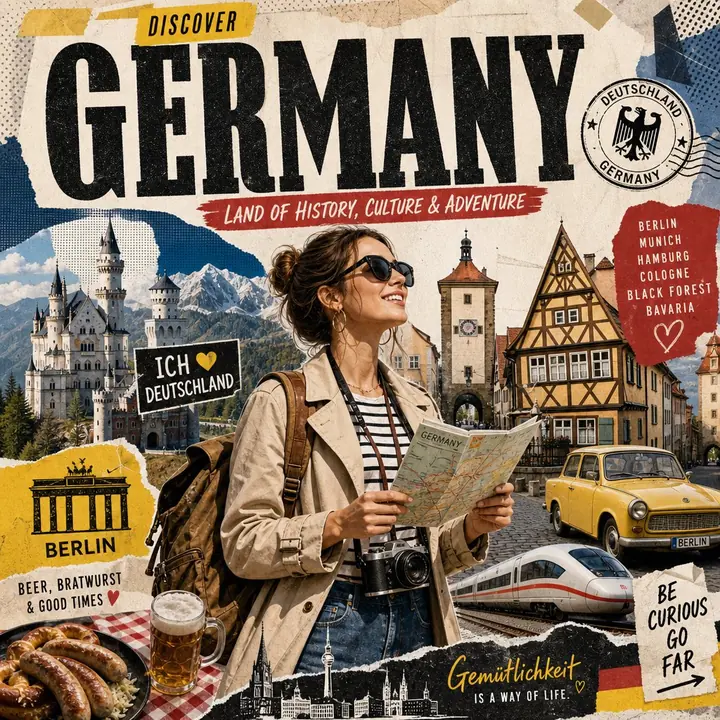 DISCOVER
GERMANY
DEUTSCHLAND
GERMANY
LAND OF HISTORY, CULTURE & ADVENTURE
BERLIN
MUNICH
HAMBURG
COLOGNE
BLACK FOREST
BAVARIA
ICH
DEUTSCHLAND
GERMANY
BERLIN
BERLIN
BEER, BRATWURST
& GOOD TIMES
BE
CURIOUS
GO
FAR
Gemütlichkeit
IS A WAY OF LIFE.